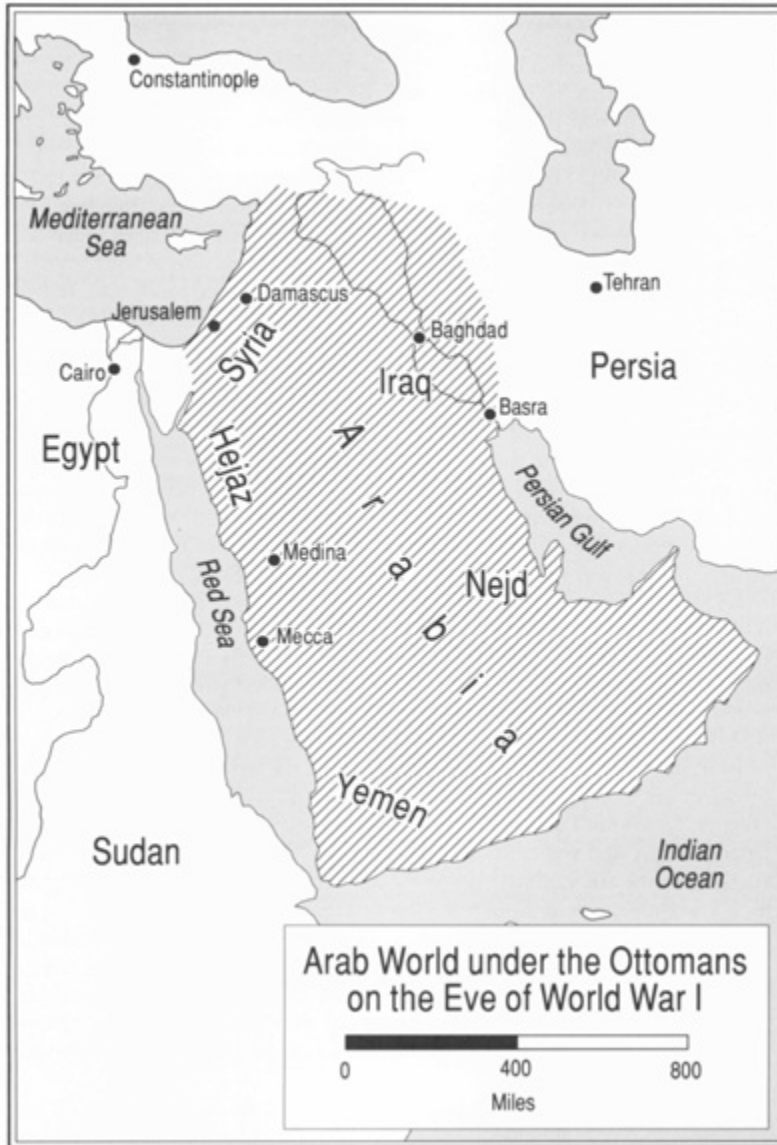 Constantinople
Mediterranean
Sea
Tehran
Damascus
Jerusalem
Baghdad
Syria
Cairo
Iraq
Persia
Basra
Arabia
Egypt
Hejaz
Persian Gulf
Medina
Nejd
Red Sea
Mecca
Yemen
Sudan
Indian
Ocean
Arab World under the Ottomans
on the Eve of World War I
0 400 800
Miles